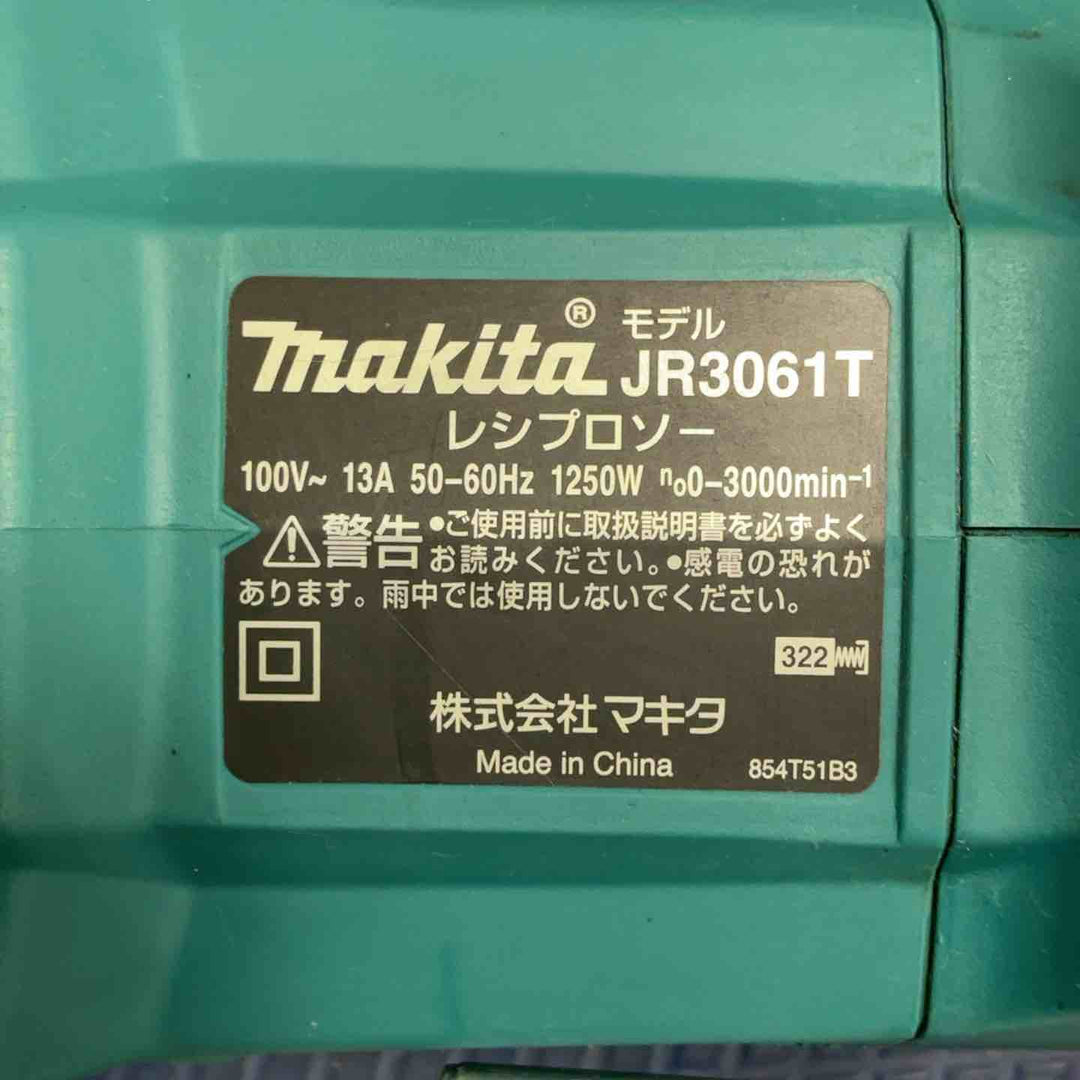 makita® モデル JR3061T
レシプロソー
100V~ 13A 50-60Hz 1250W n₀0-3000min⁻¹
⚠警告 •ご使用前に取扱説明書を必ずよく
お読みください。•感電の恐れが
あります。雨中では使用しないでください。
322
株式会社マキタ
Made in China 854T51B3